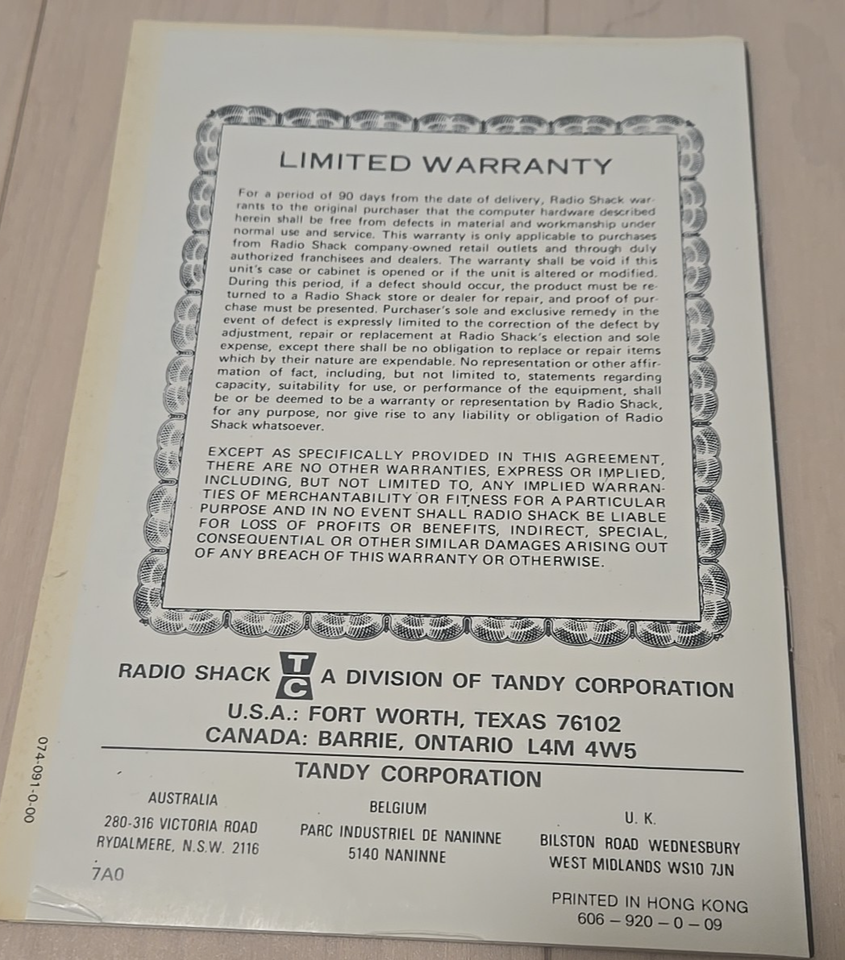 LIMITED WARRANTY
For a period of 90 days from the date of delivery, Radio Shack war-
rants to the original purchaser that the computer hardware described
herein shall be free from defects in material and workmanship under
normal use and service. This warranty is only applicable to purchases
from Radio Shack company-owned retail outlets and through duly
authorized franchisees and dealers. The warranty shall be void if this
unit's case or cabinet is opened or if the unit is altered or modified.
During this period, if a defect should occur, the product must be re-
turned to a Radio Shack store or dealer for repair, and proof of pur-
chase must be presented. Purchaser's sole and exclusive remedy in the
event of defect is expressly limited to the correction of the defect by
adjustment, repair or replacement at Radio Shack's election and sole
expense, except there shall be no obligation to replace or repair items
which by their nature are expendable. No representation or other affir-
mation of fact, including, but not limited to, statements regarding
capacity, suitability for use, or performance of the equipment, shall
be or be deemed to be a warranty or representation by Radio Shack,
for any purpose, nor give rise to any liability or obligation of Radio
Shack whatsoever.
EXCEPT AS SPECIFICALLY PROVIDED IN THIS AGREEMENT,
THERE ARE NO OTHER WARRANTIES, EXPRESS OR IMPLIED,
INCLUDING, BUT NOT LIMITED TO, ANY IMPLIED WARRAN-
TIES OF MERCHANTABILITY OR FITNESS FOR A PARTICULAR
PURPOSE AND IN NO EVENT SHALL RADIO SHACK BE LIABLE
FOR LOSS OF PROFITS OR BENEFITS, INDIRECT, SPECIAL,
CONSEQUENTIAL OR OTHER SIMILAR DAMAGES ARISING OUT
OF ANY BREACH OF THIS WARRANTY OR OTHERWISE.
RADIO SHACK TC A DIVISION OF TANDY CORPORATION
U.S.A.: FORT WORTH, TEXAS 76102
CANADA: BARRIE, ONTARIO L4M 4W5
TANDY CORPORATION
AUSTRALIA
280-316 VICTORIA ROAD
RYDALMERE, N.S.W. 2116
BELGIUM
PARC INDUSTRIEL DE NANINNE
5140 NANINNE
U. K.
BILSTON ROAD WEDNESBURY
WEST MIDLANDS WS10 7JN
7A0
PRINTED IN HONG KONG
606 – 920 – 0 – 09
074-091-0-00